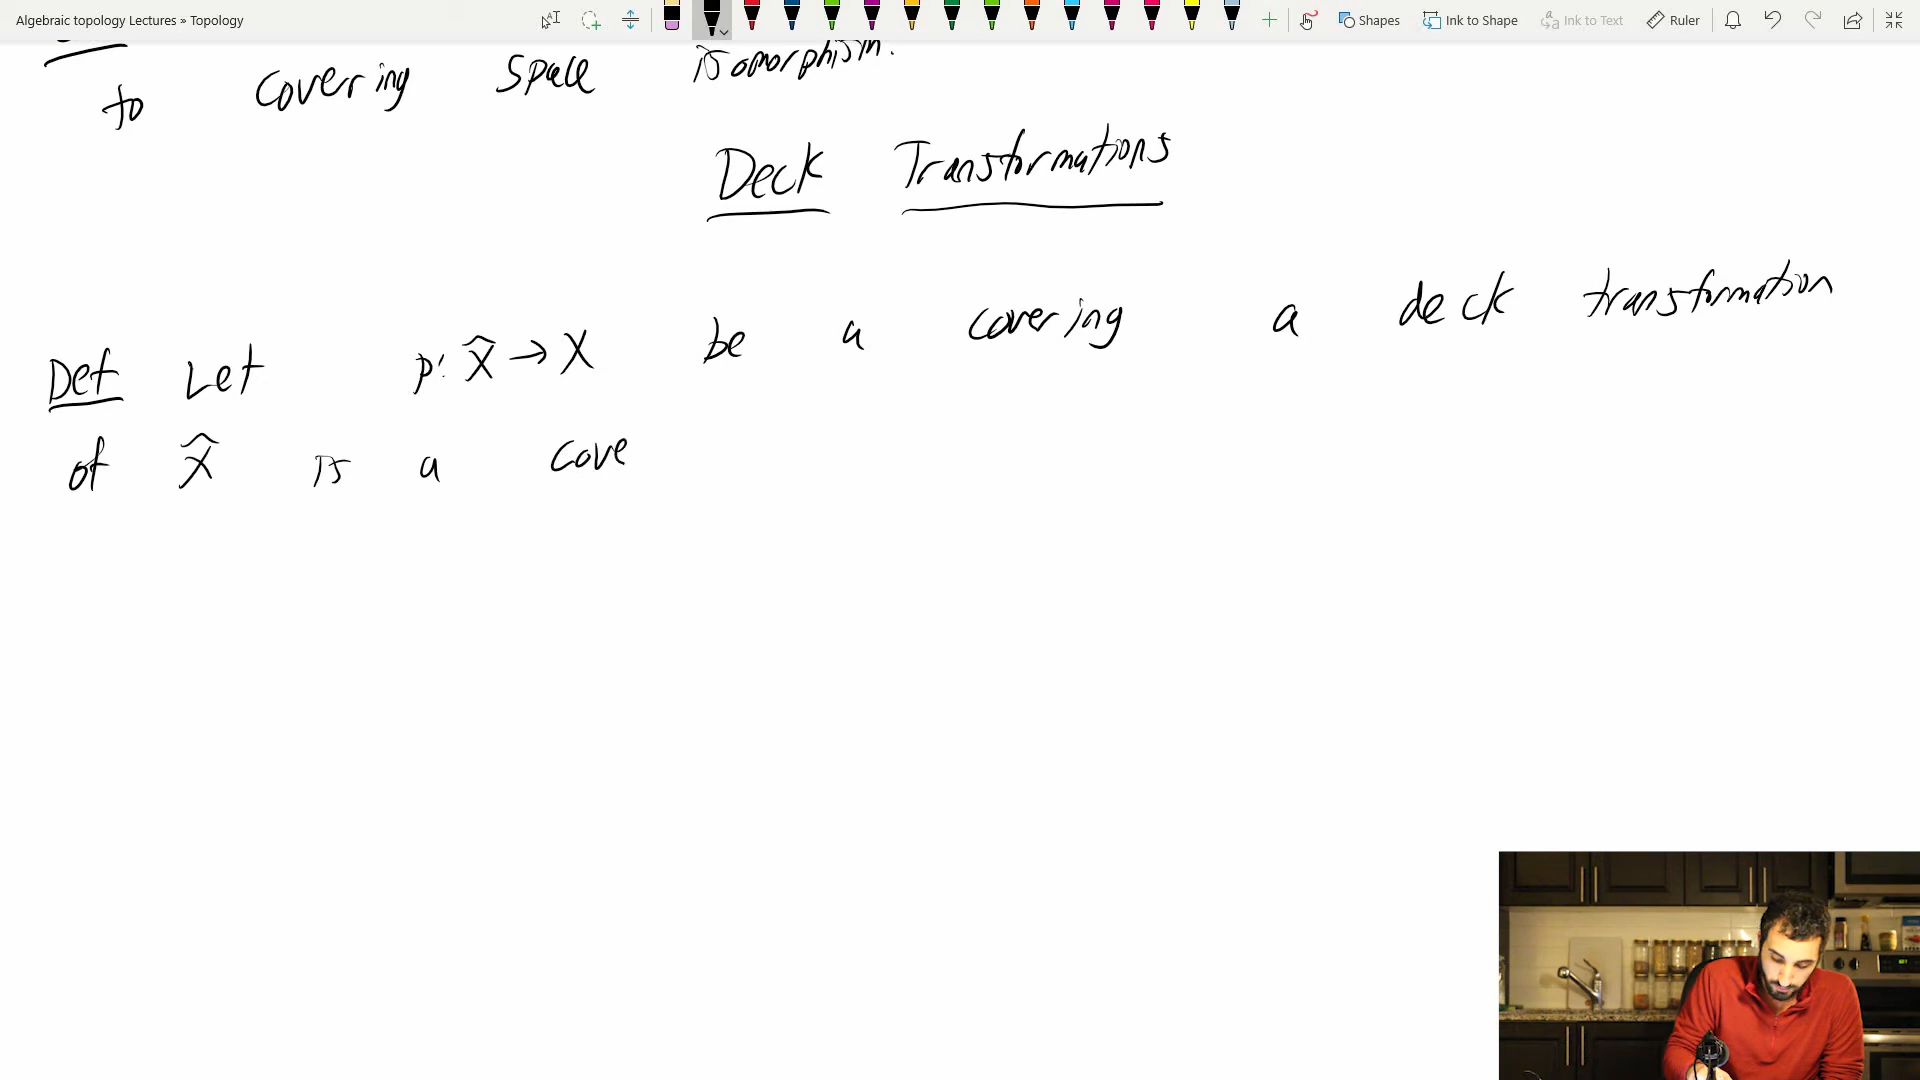 Algebraic topology Lectures » Topology
Shapes Ink to Shape Ink to Text Ruler
to covering space isomorphism.
Deck Transformations
Def Let p: X̂ → X be a covering a deck transformation
of X̂ is a cove